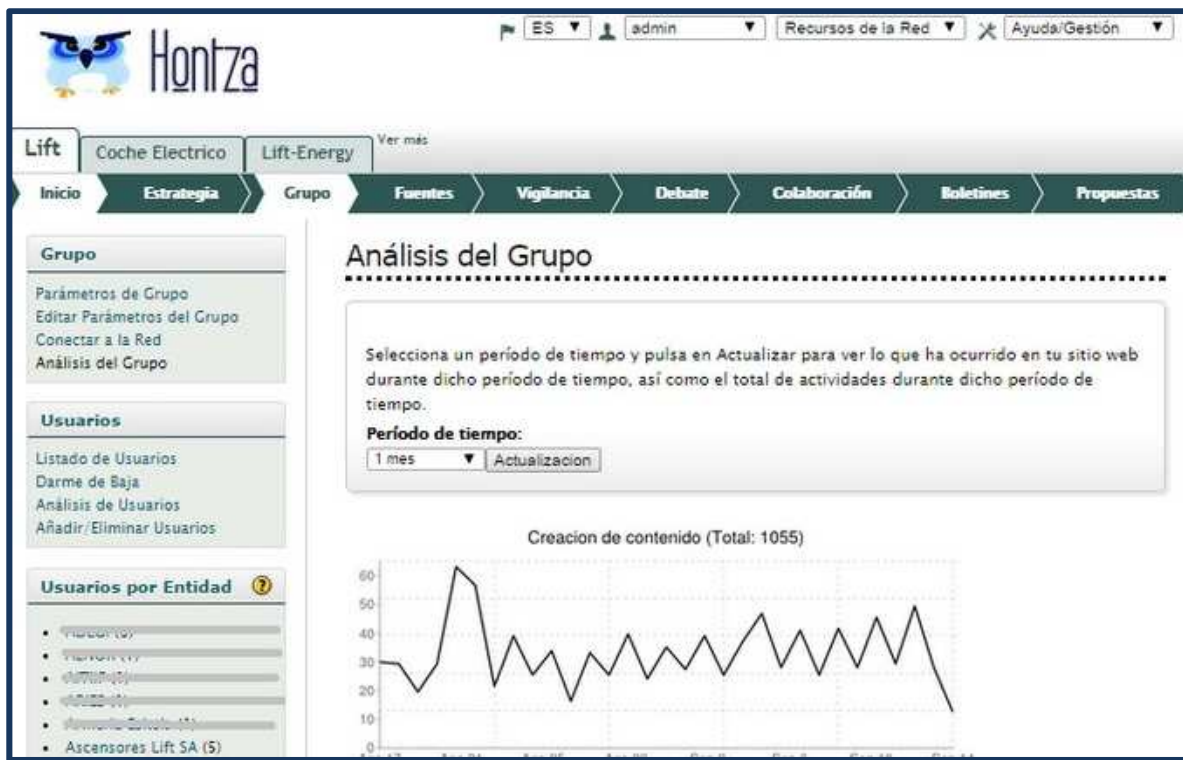 Hontza
ES admin Recursos de la Red Ayuda/Gestión
Lift Coche Electrico Lift-Energy Ver más
Inicio Estrategia Grupo Fuentes Vigilancia Debate Colaboración Boletines Propuestas
Grupo
Parámetros de Grupo
Editar Parámetros del Grupo
Conectar a la Red
Análisis del Grupo
Usuarios
Listado de Usuarios
Darme de Baja
Análisis de Usuarios
Añadir/Eliminar Usuarios
Usuarios por Entidad ?
Ascensores Lift SA (5)
Análisis del Grupo
Selecciona un período de tiempo y pulsa en Actualizar para ver lo que ha ocurrido en tu sitio web
durante dicho período de tiempo, así como el total de actividades durante dicho período de
tiempo.
Período de tiempo:
1 mes Actualizacion
Creacion de contenido (Total: 1055)
60
50
40
30
20
10
0